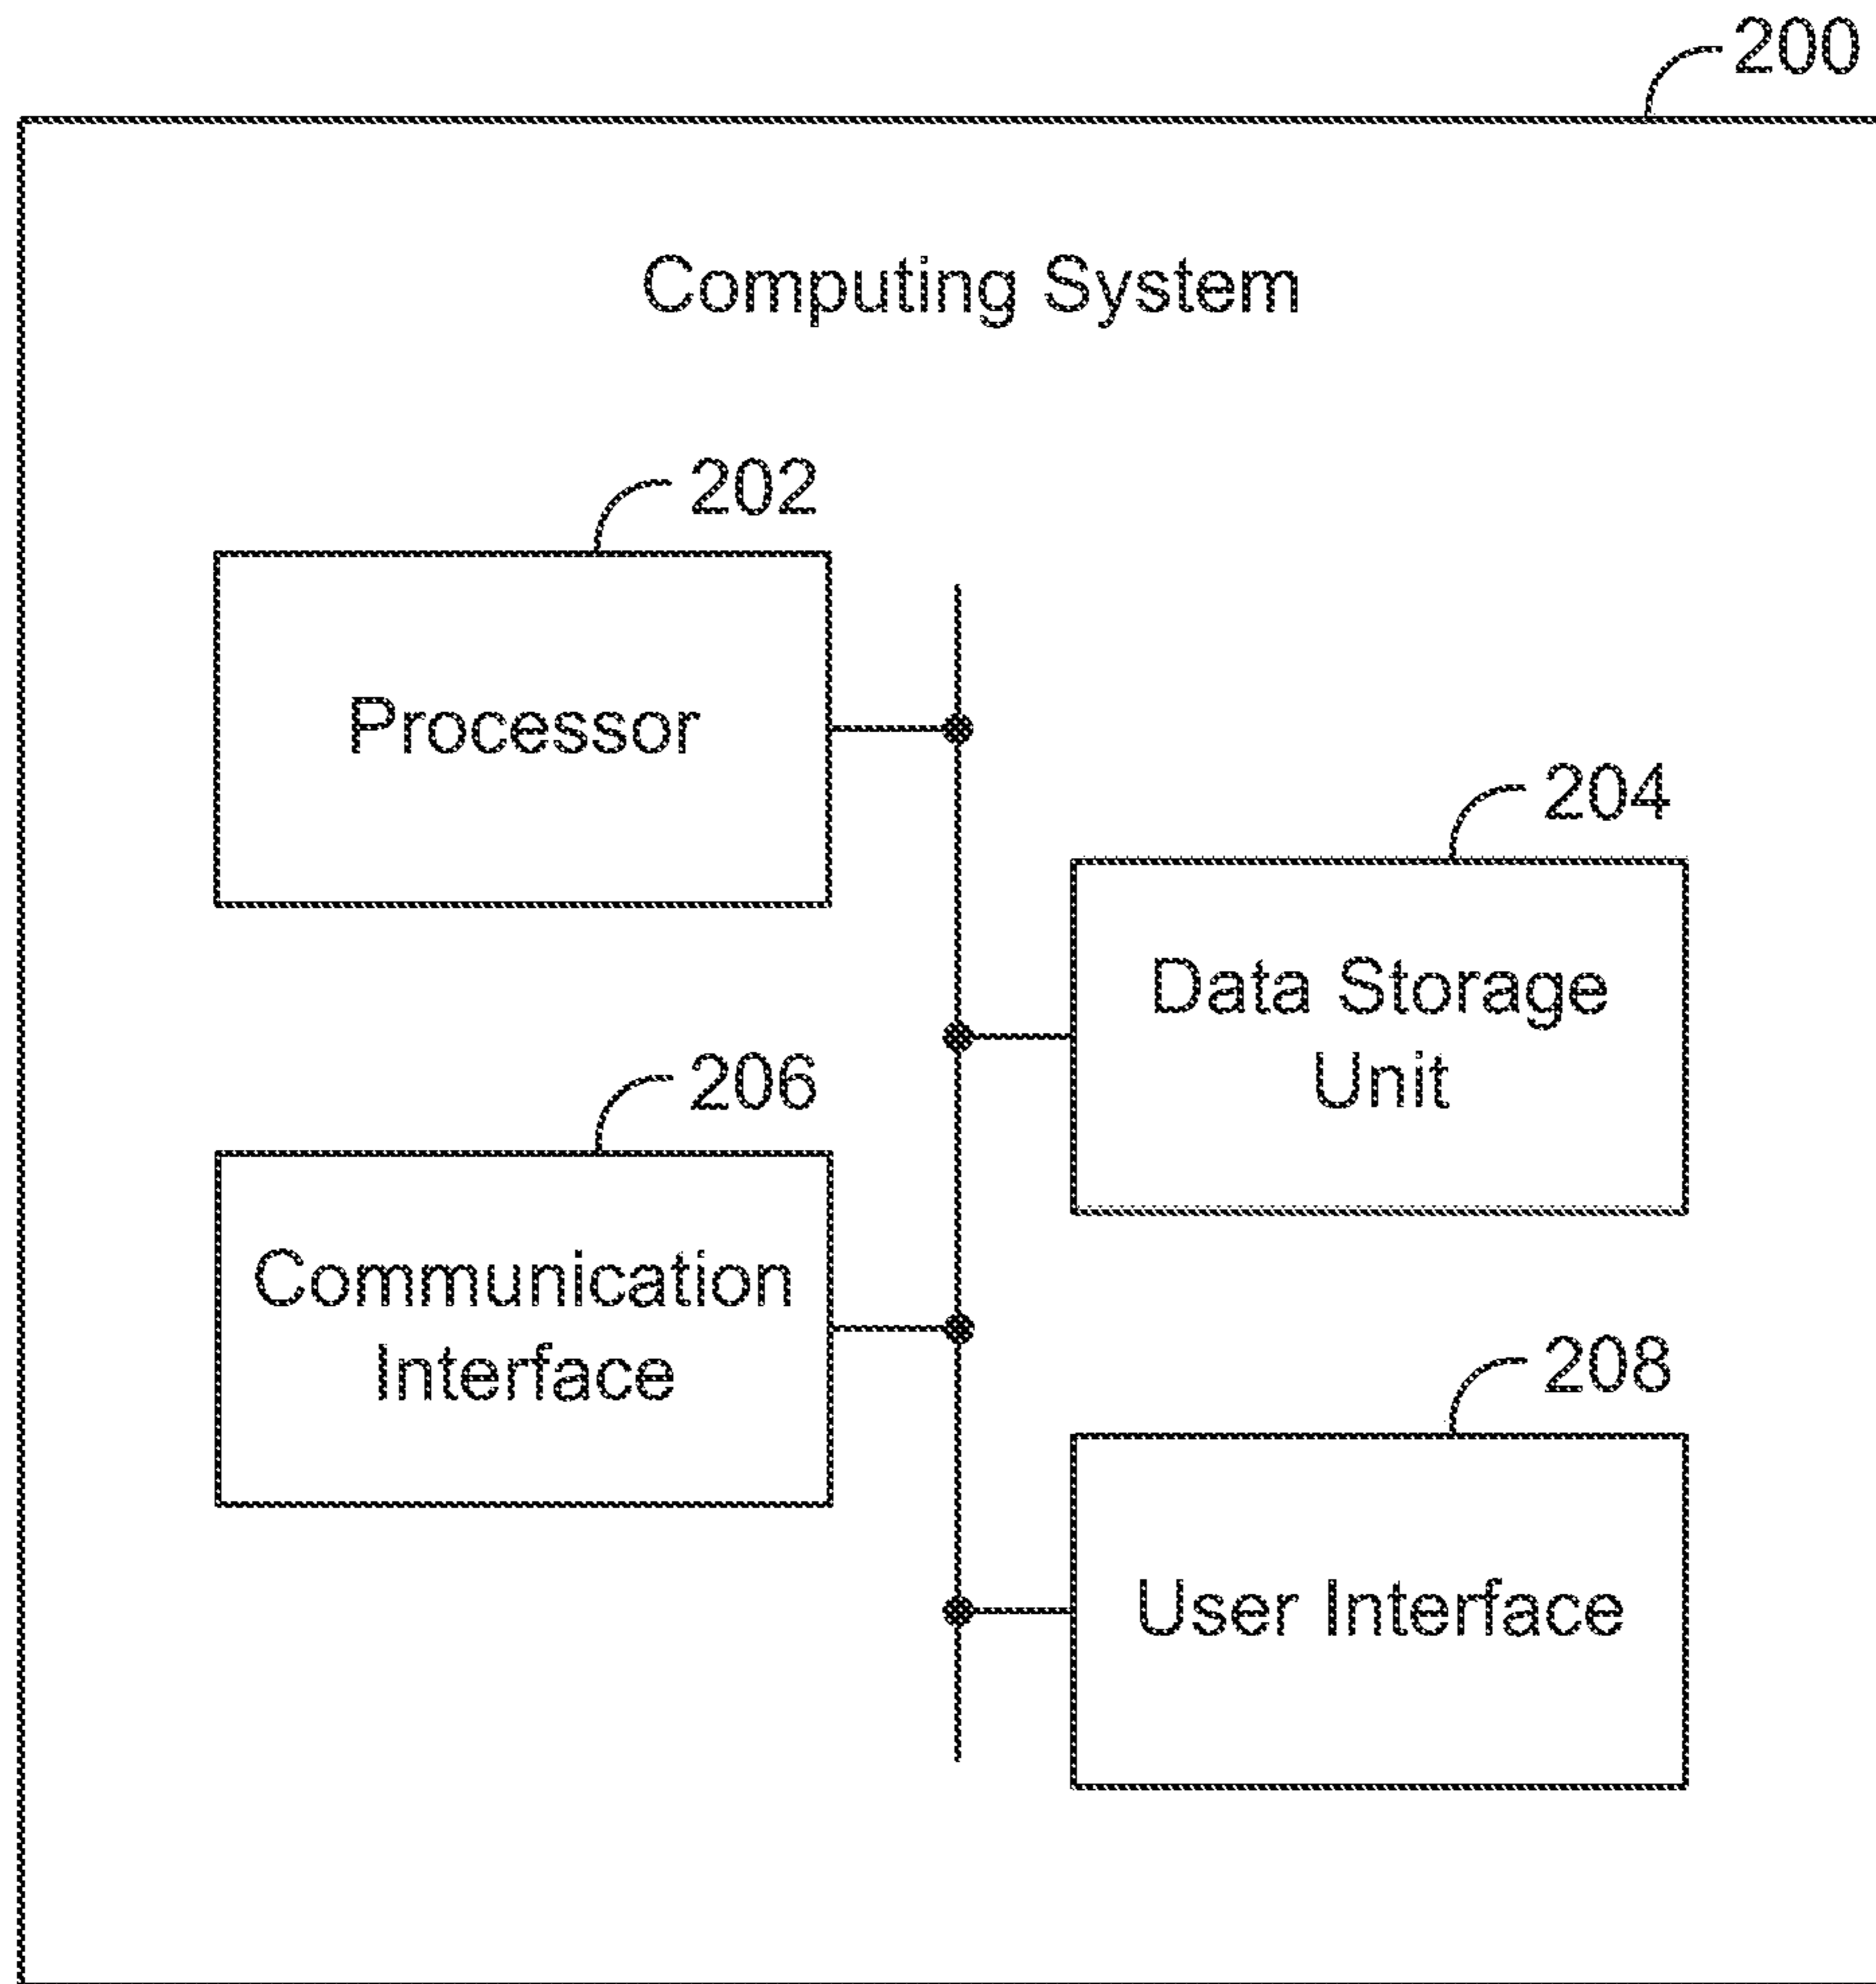 200
Computing System
202
Processor
204
Data Storage
Unit
206
Communication
Interface
208
User Interface